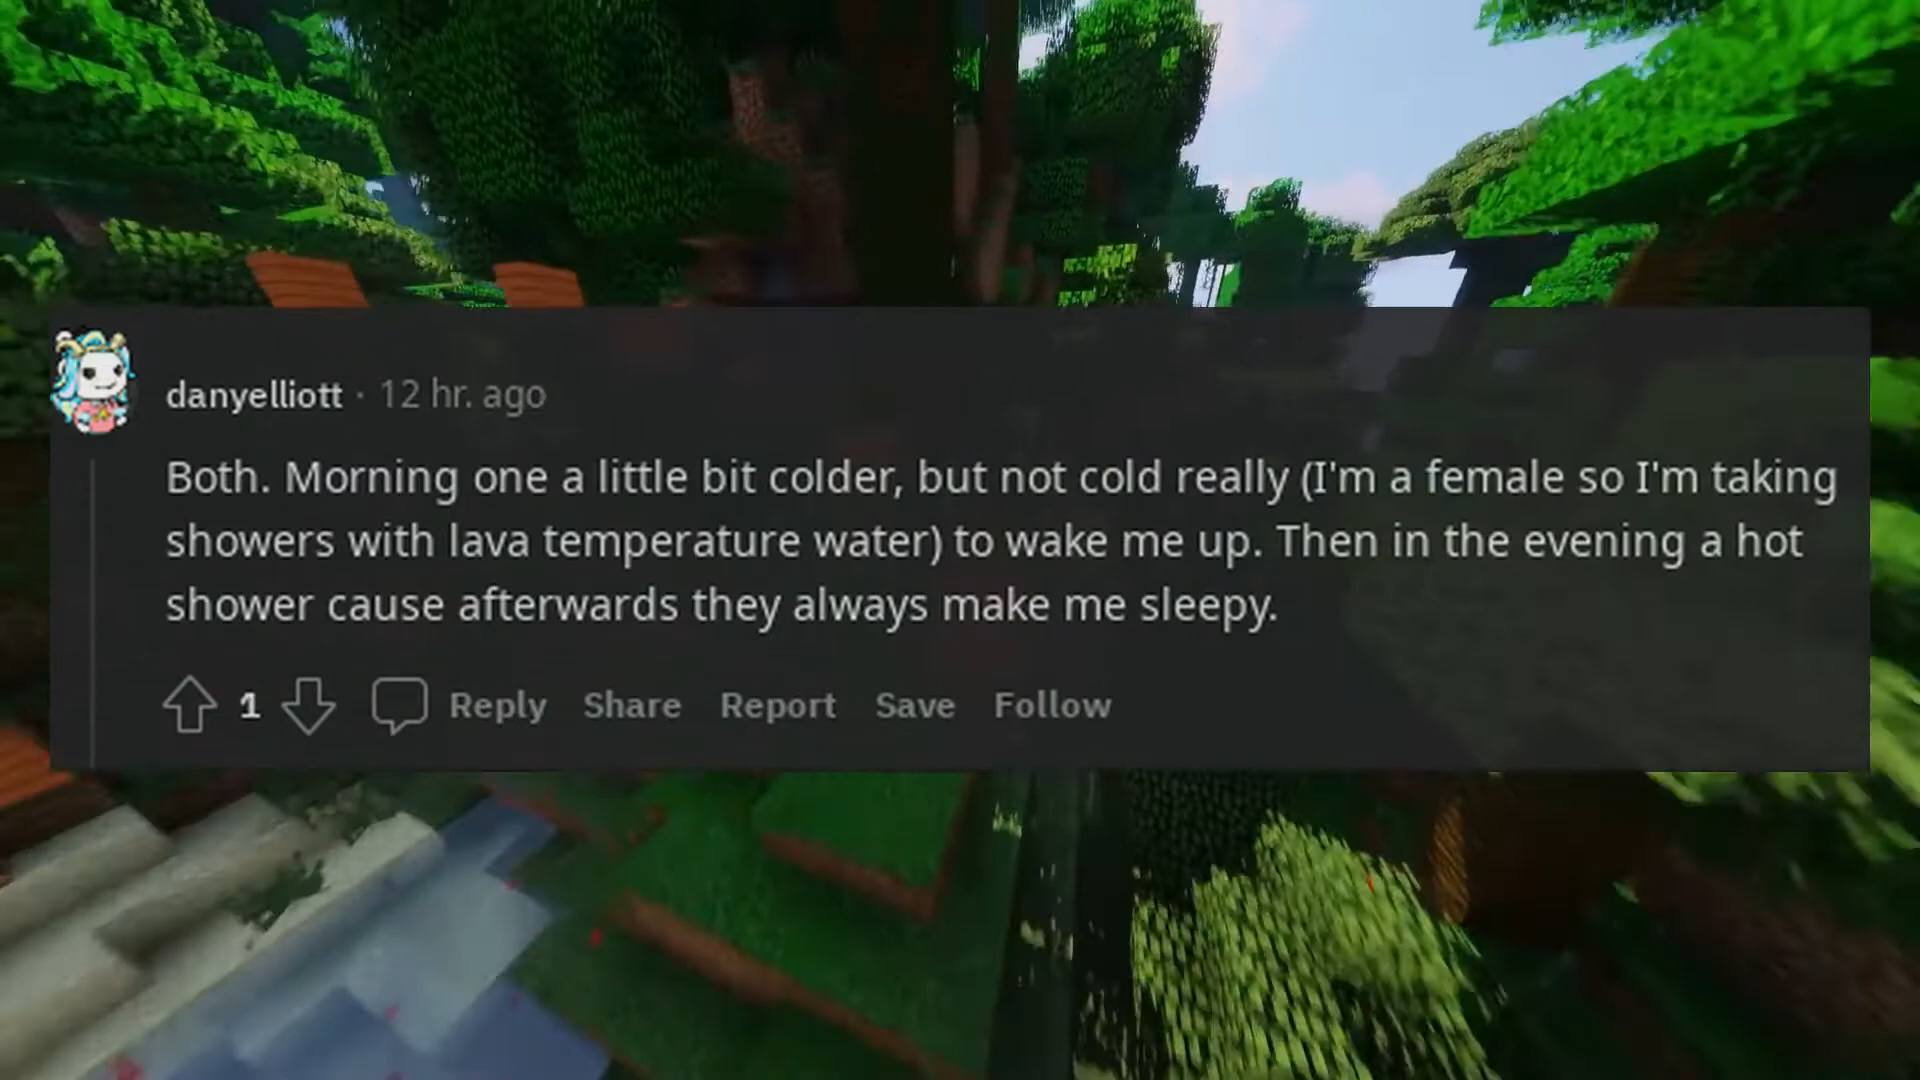 danyelliott · 12 hr. ago
Both. Morning one a little bit colder, but not cold really (I'm a female so I'm taking
showers with lava temperature water) to wake me up. Then in the evening a hot
shower cause afterwards they always make me sleepy.
1 Reply Share Report Save Follow